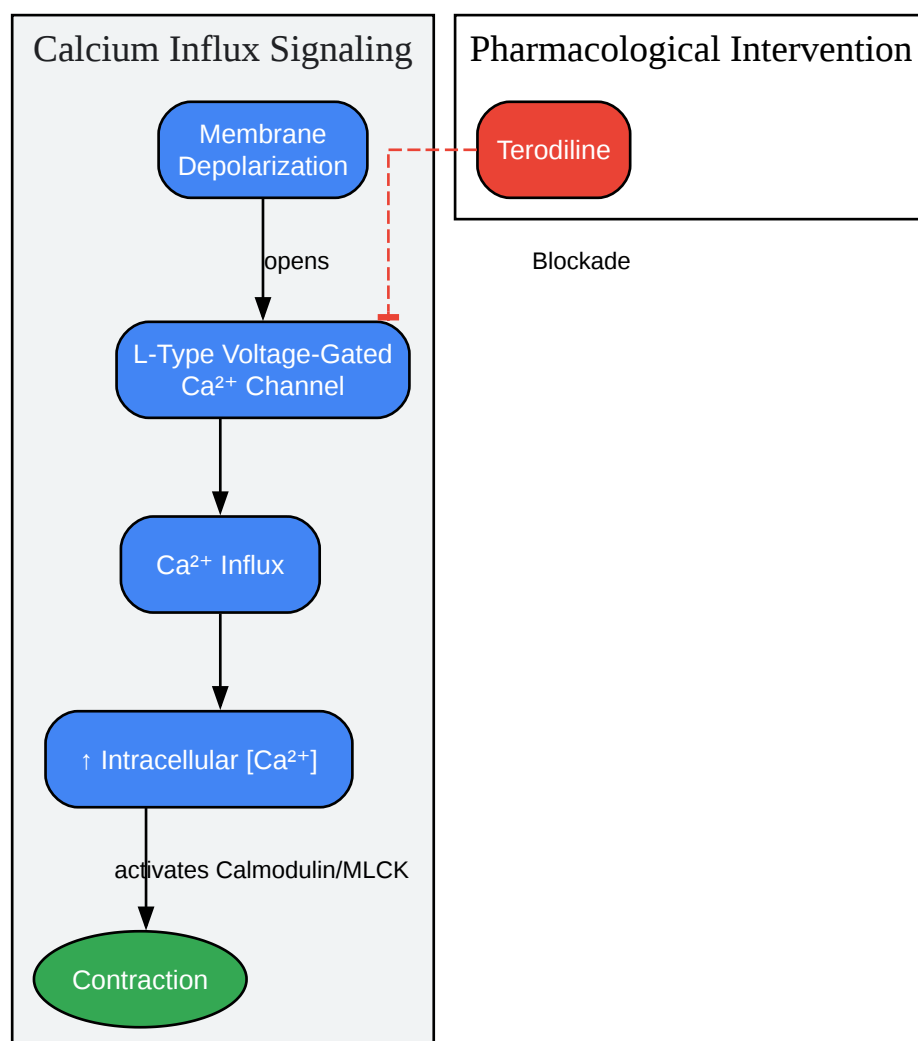 Calcium Influx Signaling
Pharmacological Intervention
Membrane
Depolarization
Terodiline
opens
Blockade
L-Type Voltage-Gated
Ca²⁺ Channel
Ca²⁺ Influx
↑ Intracellular [Ca²⁺]
activates Calmodulin/MLCK
Contraction